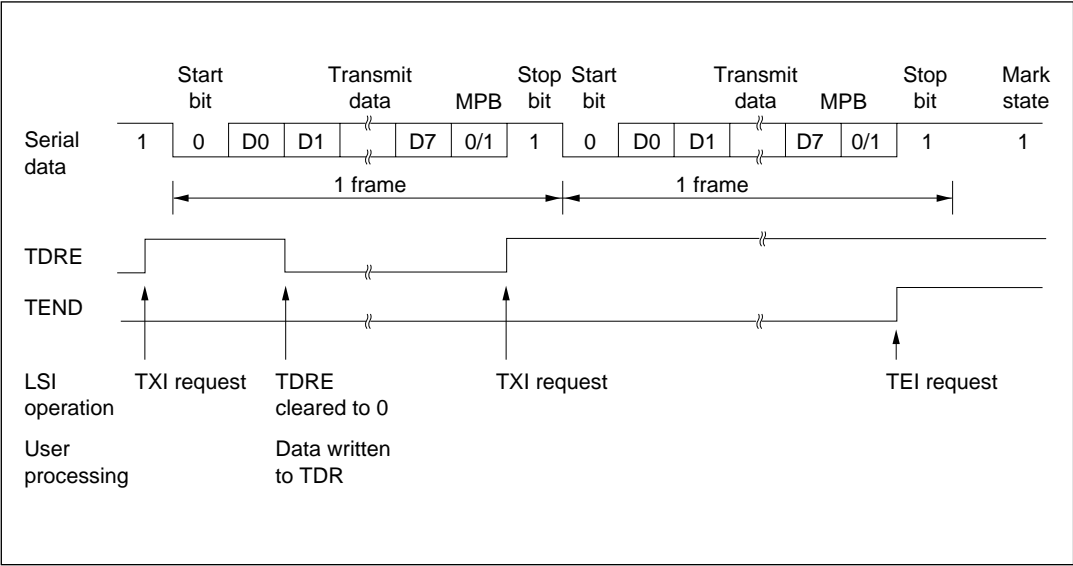 Start Transmit Stop Start Transmit Stop Mark
bit data MPB bit bit data MPB bit state
Serial 1 0 D0 D1 D7 0/1 1 0 D0 D1 D7 0/1 1 1
data
1 frame 1 frame
TDRE
TEND
LSI TXI request TDRE TXI request TEI request
operation cleared to 0
User Data written
processing to TDR